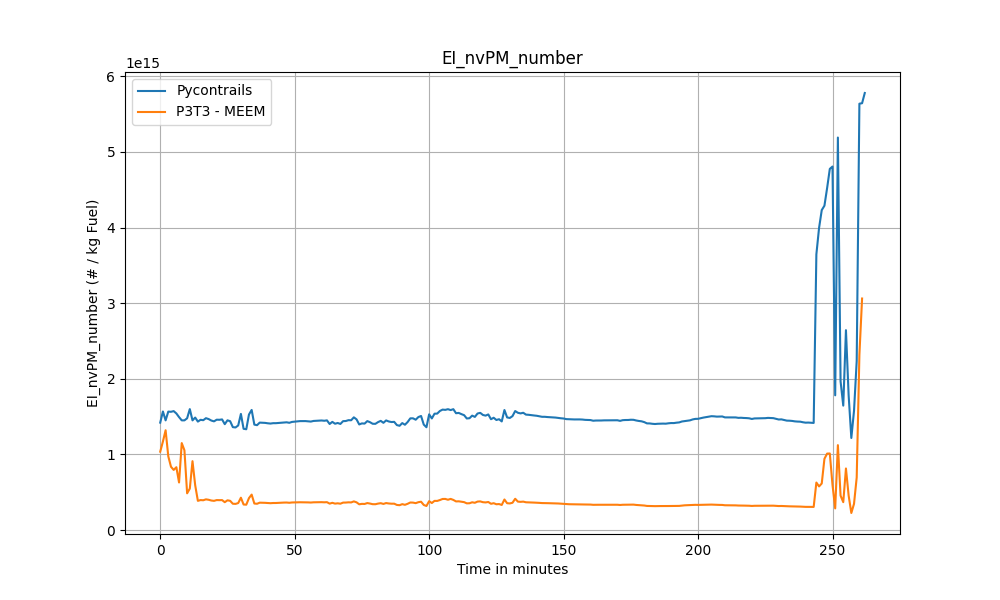 EI_nvPM_number
1e15
Pycontrails
P3T3 - MEEM
6
5
4
3
2
1
0
EI_nvPM_number (# / kg Fuel)
0 50 100 150 200 250
Time in minutes